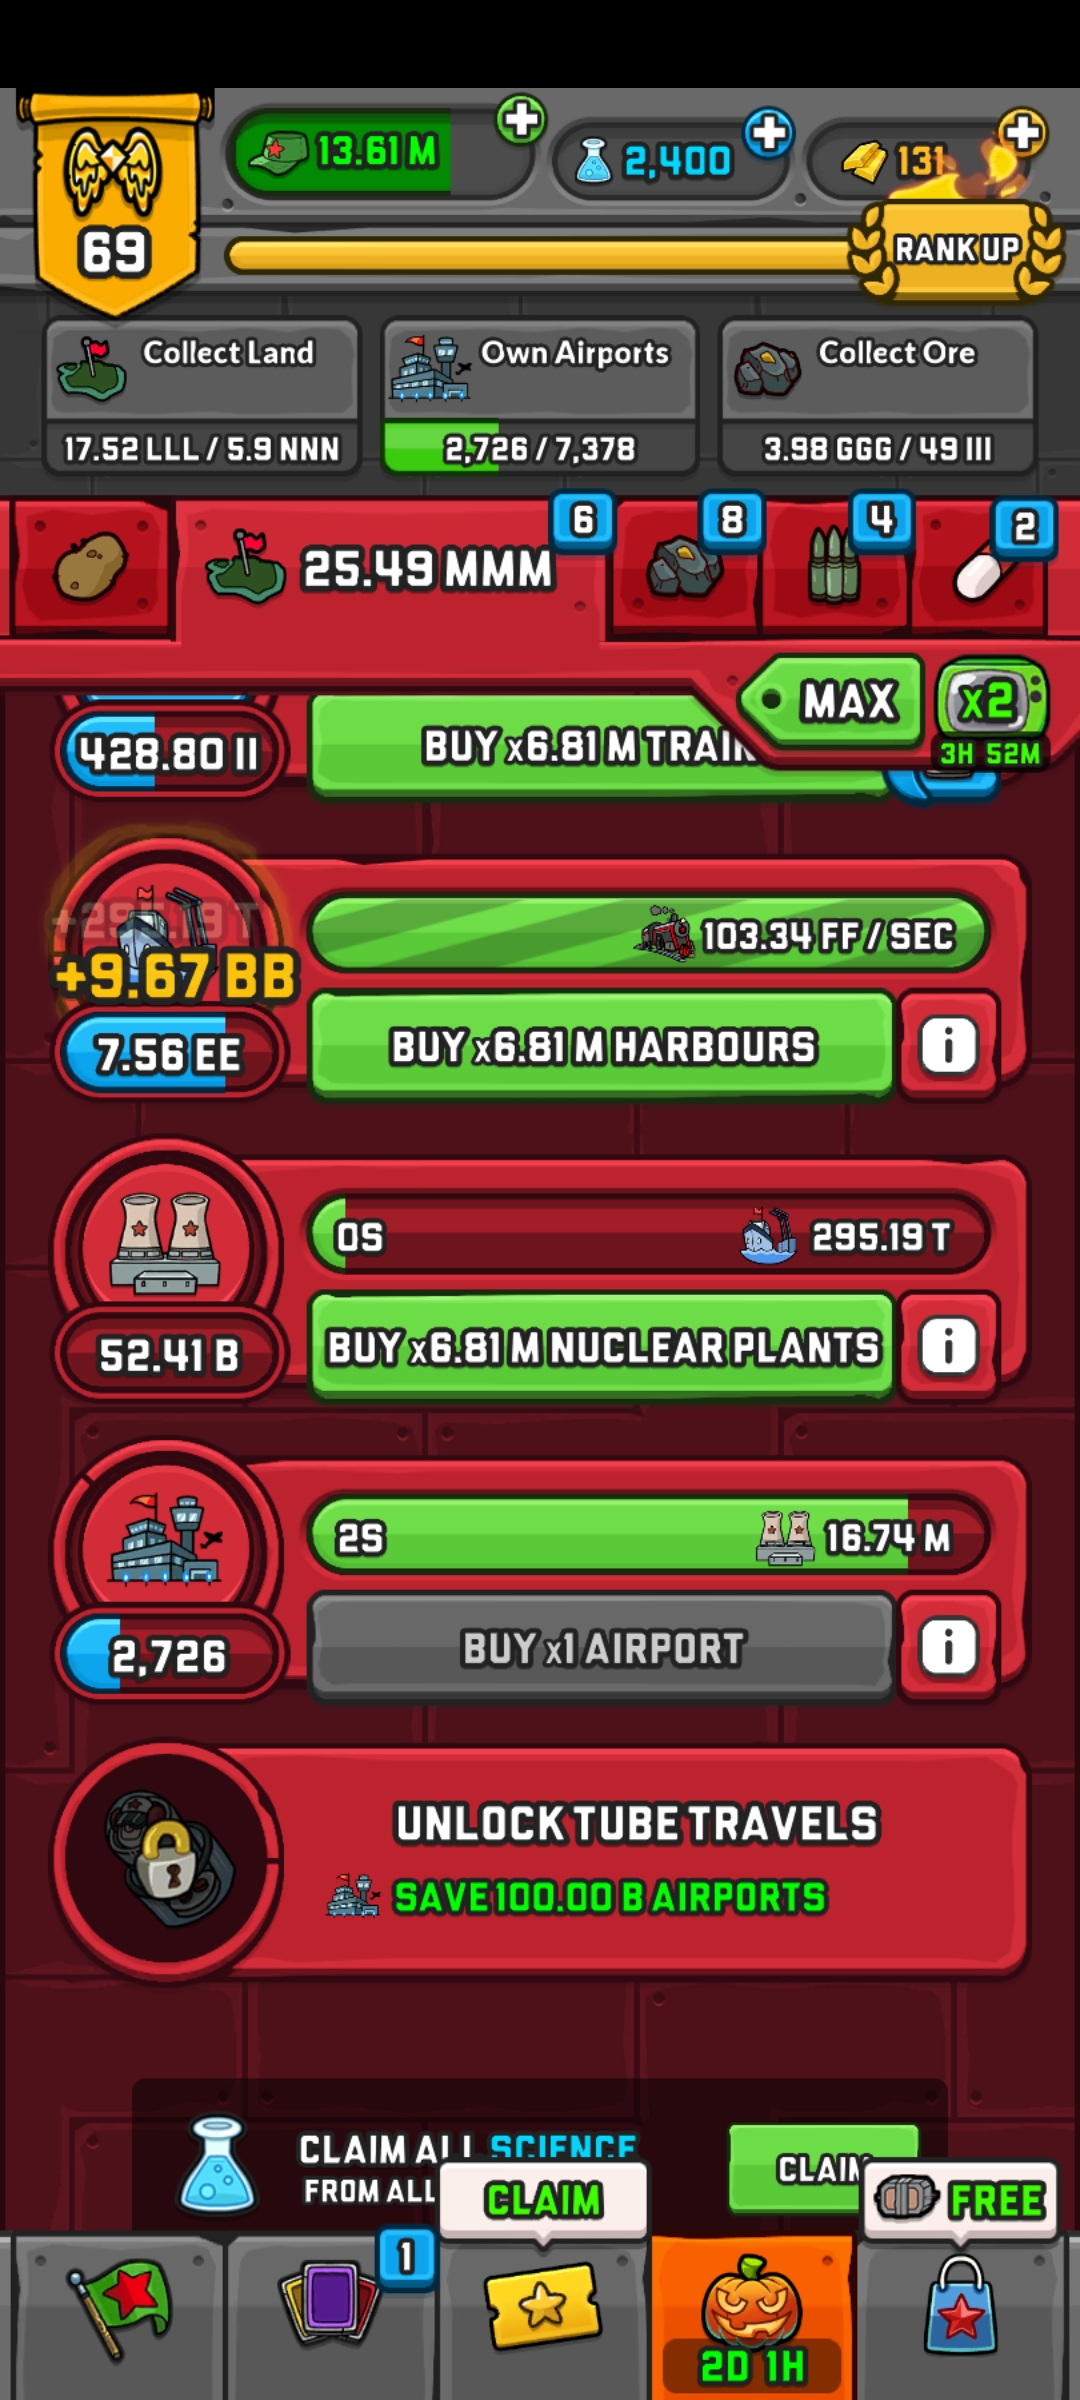 69
13.61 M
2,400
131
RANK UP
Collect Land
17.52 LLL / 5.9 NNN
Own Airports
2,726 / 7,378
Collect Ore
3.98 GGG / 49 III
25.49 MMM
6
8
4
2
MAX
x2
3H 52M
428.80 II
BUY x6.81 M
+295.19 T
+9.67 BB
7.56 EE
103.34 FF / SEC
BUY x6.81 M HARBOURS
52.41 B
0S
295.19 T
BUY x6.81 M NUCLEAR PLANTS
2S
16.74 M
2,726
BUY x1 AIRPORT
UNLOCK TUBE TRAVELS
SAVE 100.00 B AIRPORTS
CLAIM ALL SCIENCE
FROM ALL
CLAIM
CLAIM
FREE
1
2D 1H